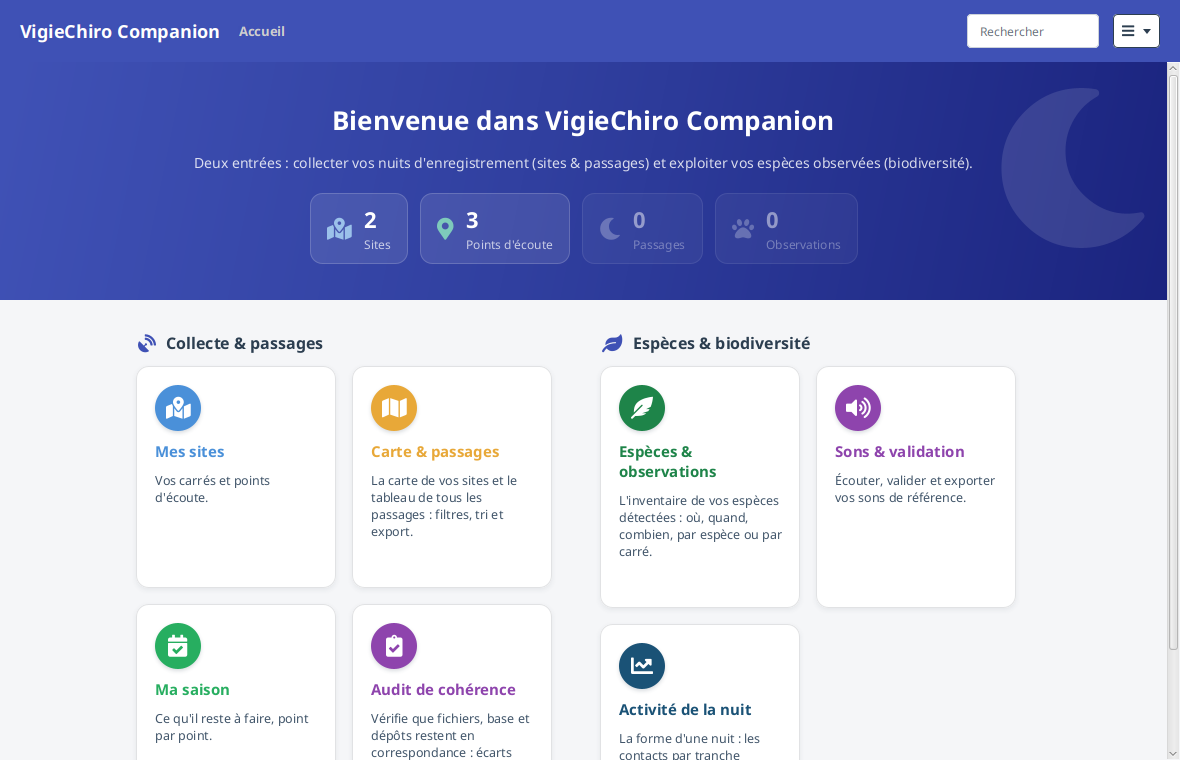 VigieChiro Companion
Accueil
Rechercher
Bienvenue dans VigieChiro Companion
Deux entrées : collecter vos nuits d'enregistrement (sites & passages) et exploiter vos espèces observées (biodiversité).
2
Sites
3
Points d'écoute
0
Passages
0
Observations
Collecte & passages
Mes sites
Vos carrés et points
d'écoute.
Carte & passages
La carte de vos sites et le
tableau de tous les
passages : filtres, tri et
export.
Ma saison
Ce qu'il reste à faire, point
par point.
Audit de cohérence
Vérifie que fichiers, base et
dépôts restent en
correspondance : écarts
Espèces & biodiversité
Espèces &
observations
L'inventaire de vos espèces
détectées : où, quand,
combien, par espèce ou par
carré.
Sons & validation
Écouter, valider et exporter
vos sons de référence.
Activité de la nuit
La forme d'une nuit : les
contacts par tranche